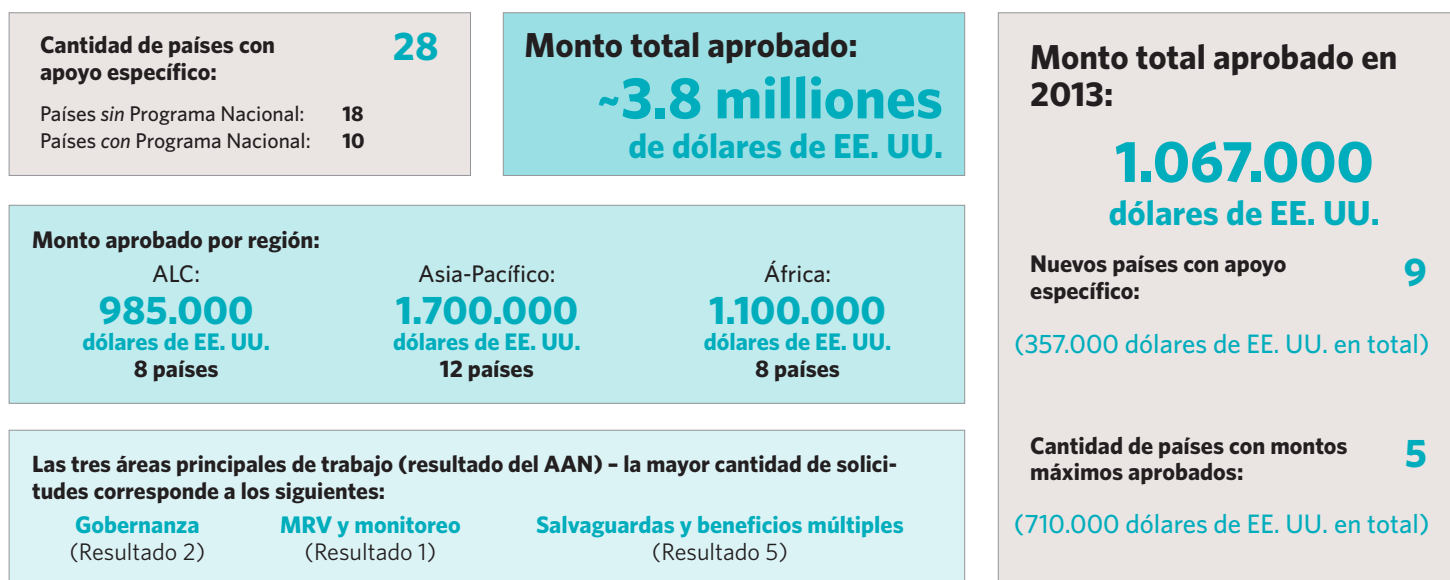 Cantidad de países con
apoyo específico:
28
Países sin Programa Nacional: 18
Países con Programa Nacional: 10
Monto total aprobado:
~3.8 milliones
de dólares de EE. UU.
Monto aprobado por región:
ALC:
985.000
dólares de EE. UU.
8 países
Asia-Pacífico:
1.700.000
dólares de EE. UU.
12 países
África:
1.100.000
dólares de EE. UU.
8 países
Las tres áreas principales de trabajo (resultado del AAN) – la mayor cantidad de solici-
tudes corresponde a los siguientes:
Gobernanza
(Resultado 2)
MRV y monitoreo
(Resultado 1)
Salvaguardas y beneficios múltiples
(Resultado 5)
Monto total aprobado en
2013:
1.067.000
dólares de EE. UU.
Nuevos países con apoyo
específico:
9
(357.000 dólares de EE. UU. en total)
Cantidad de países con montos
máximos aprobados:
5
(710.000 dólares de EE. UU. en total)